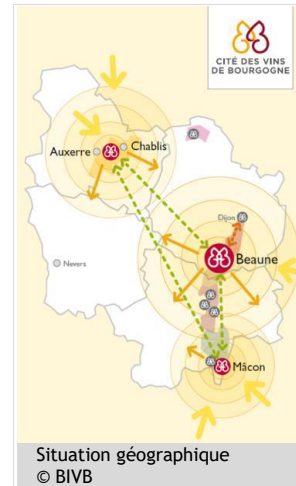 CITÉ DES VINS
DE BOURGOGNE
Auxerre
Chablis
Dijon
Beaune
Nevers
Mâcon
Situation géographique
© BIVB